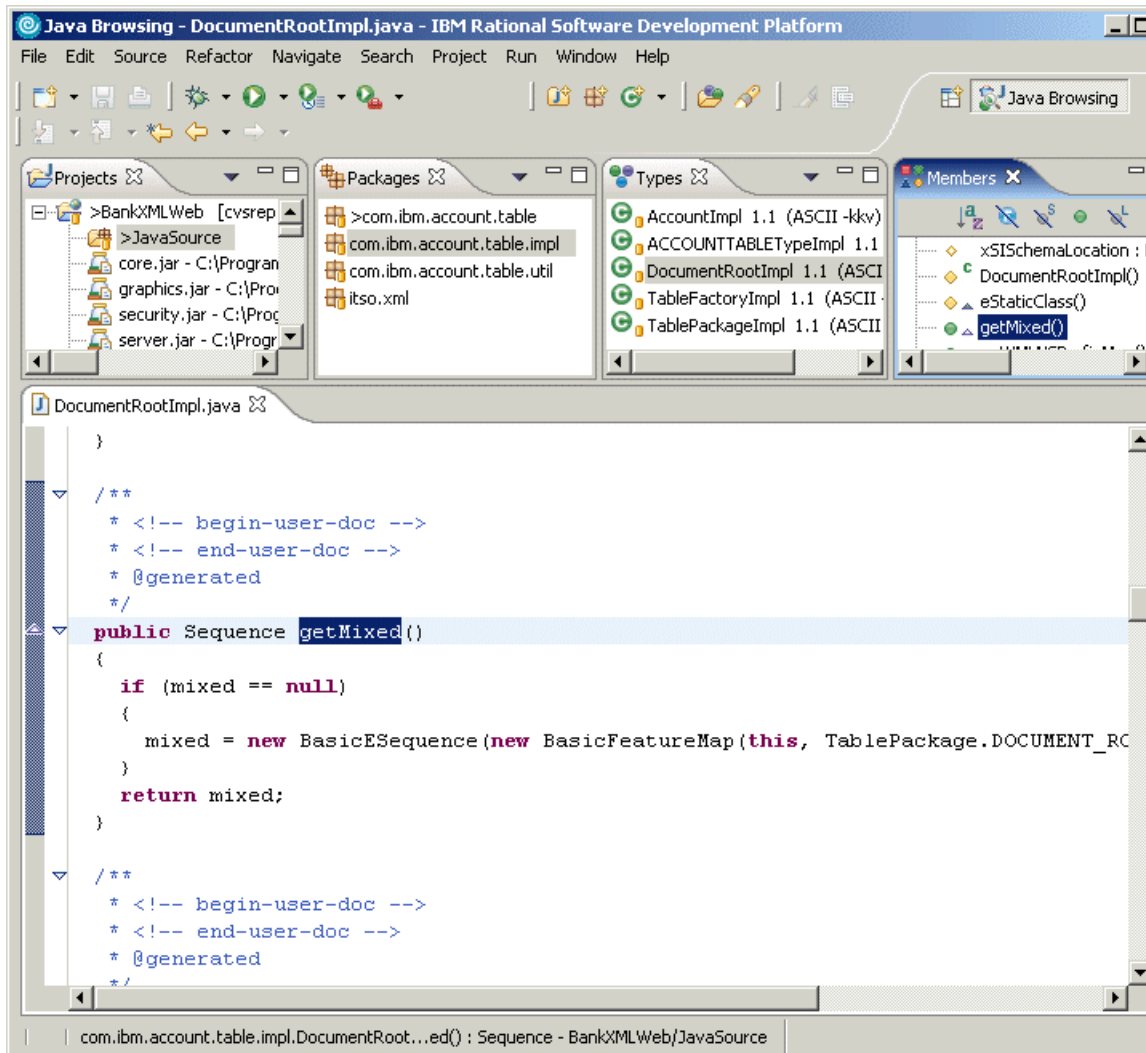 Java Browsing - DocumentRootImpl.java - IBM Rational Software Development Platform
File Edit Source Refactor Navigate Search Project Run Window Help
Java Browsing
Projects
>BankXMLWeb [cvsrep
>JavaSource
core.jar - C:\Program
graphics.jar - C:\Pro
security.jar - C:\Prog
server.jar - C:\Progr
Packages
>com.ibm.account.table
com.ibm.account.table.impl
com.ibm.account.table.util
itso.xml
Types
AccountImpl 1.1 (ASCII -kkv)
ACCOUNTTABLETypeImpl 1.1
DocumentRootImpl 1.1 (ASCI
TableFactoryImpl 1.1 (ASCII -
TablePackageImpl 1.1 (ASCII
Members
xSISchemaLocation :
DocumentRootImpl()
eStaticClass()
getMixed()
DocumentRootImpl.java
}
/**
* <!-- begin-user-doc -->
* <!-- end-user-doc -->
* @generated
*/
public Sequence getMixed()
{
if (mixed == null)
{
mixed = new BasicESequence(new BasicFeatureMap(this, TablePackage.DOCUMENT_RO
}
return mixed;
}
/**
* <!-- begin-user-doc -->
* <!-- end-user-doc -->
* @generated
*/
com.ibm.account.table.impl.DocumentRoot...ed() : Sequence - BankXMLWeb/JavaSource